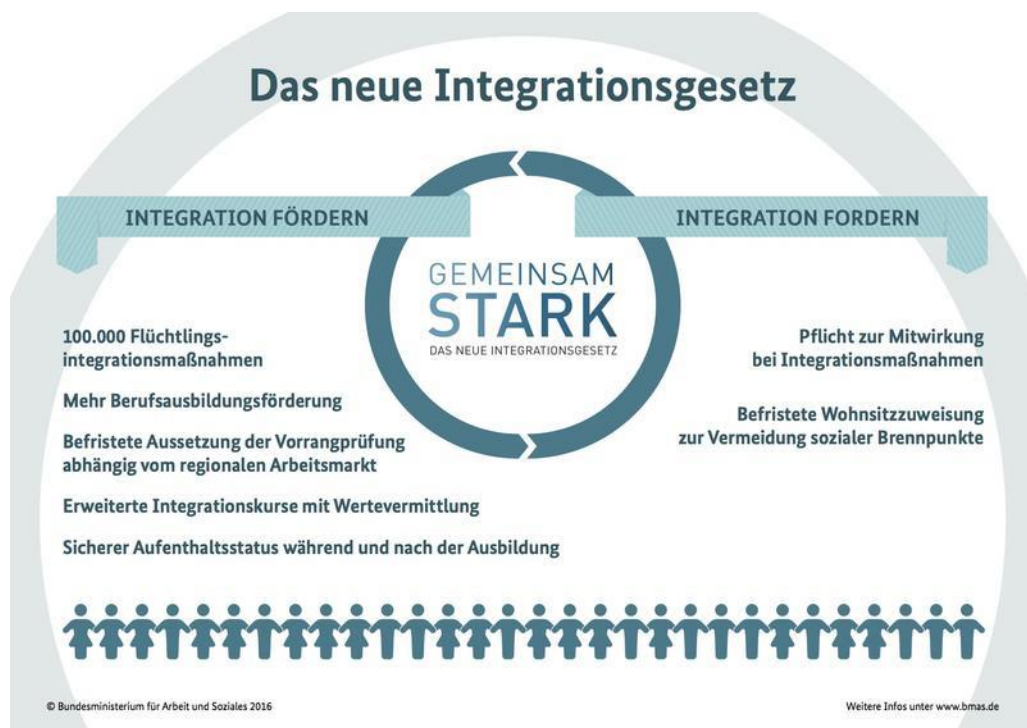 Das neue Integrationsgesetz
INTEGRATION FÖRDERN
INTEGRATION FORDERN
GEMEINSAM
STARK
DAS NEUE INTEGRATIONSGESETZ
100.000 Flüchtlings-
integrationsmaßnahmen
Mehr Berufsausbildungsförderung
Befristete Aussetzung der Vorrangprüfung
abhängig vom regionalen Arbeitsmarkt
Erweiterte Integrationskurse mit Wertevermittlung
Sicherer Aufenthaltsstatus während und nach der Ausbildung
Pflicht zur Mitwirkung
bei Integrationsmaßnahmen
Befristete Wohnsitzzuweisung
zur Vermeidung sozialer Brennpunkte
© Bundesministerium für Arbeit und Soziales 2016
Weitere Infos unter www.bmas.de